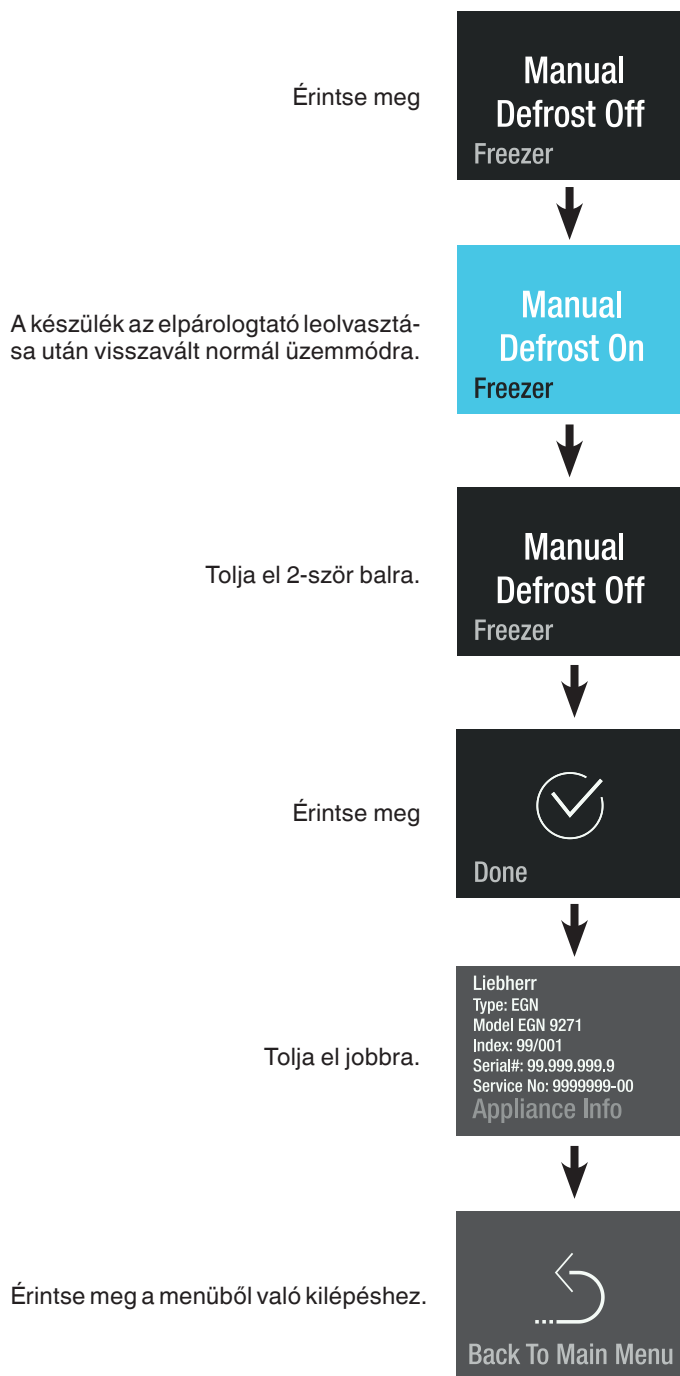 Érintse meg
Manual
Defrost Off
Freezer
A készülék az elpárologtató leolvasztá-
sa után visszavált normál üzemmódra.
Manual
Defrost On
Freezer
Tolja el 2-ször balra.
Manual
Defrost Off
Freezer
Érintse meg
Done
Tolja el jobbra.
Liebherr
Type: EGN
Model EGN 9271
Index: 99/001
Serial#: 99.999.999.9
Service No: 9999999-00
Appliance Info
Érintse meg a menüből való kilépéshez.
Back To Main Menu